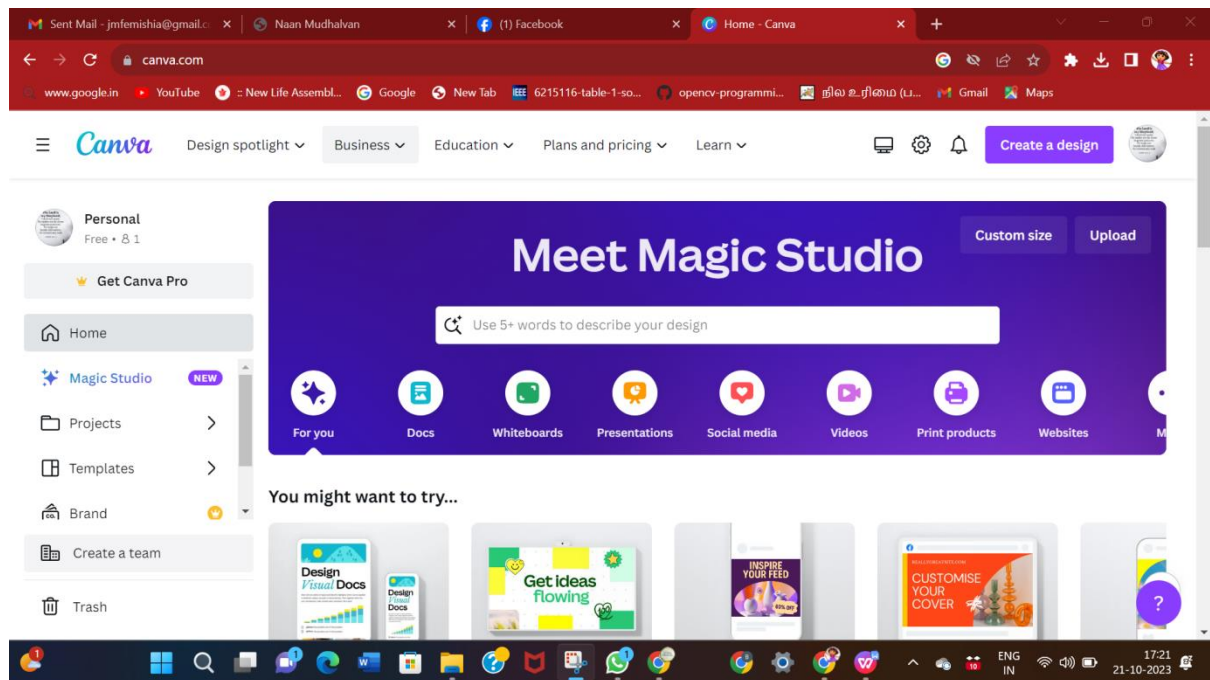 Sent Mail - jmfemishia@gmail.c
Naan Mudhalvan
(1) Facebook
Home - Canva
canva.com
www.google.in
YouTube
:: New Life Assembl...
Google
New Tab
6215116-table-1-so...
opencv-programmi...
நில உரிமை (ப...
Gmail
Maps
Canva
Design spotlight
Business
Education
Plans and pricing
Learn
Create a design
Personal
Free • 1
Get Canva Pro
Home
Magic Studio NEW
Projects
Templates
Brand
Create a team
Trash
Meet Magic Studio
Custom size
Upload
Use 5+ words to describe your design
For you
Docs
Whiteboards
Presentations
Social media
Videos
Print products
Websites
M
You might want to try...
Design
Visual Docs
Design
Visual
Docs
Get ideas
flowing
INSPIRE
YOUR FEED
CUSTOMISE
YOUR
COVER
?
ENG
IN
17:21
21-10-2023